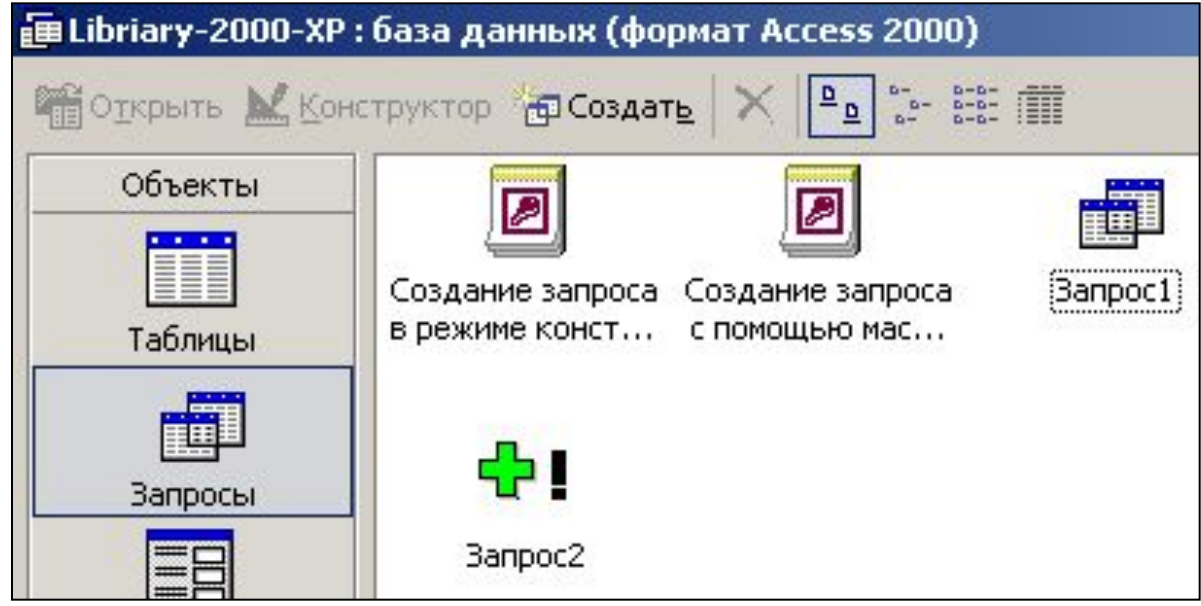 Libriary-2000-XP : база данных (формат Access 2000)
Открыть Конструктор Создать
Объекты
Таблицы
Запросы
Создание запроса
в режиме конст...
Создание запроса
с помощью мас...
Запрос1
Запрос2